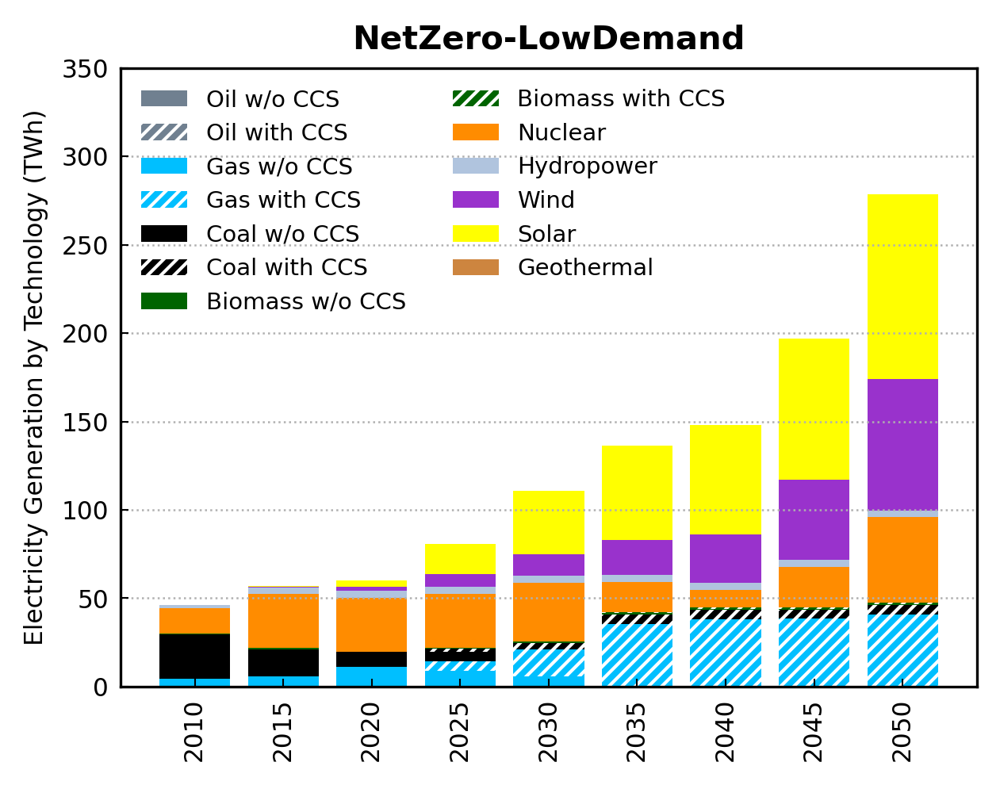 NetZero-LowDemand
Electricity Generation by Technology (TWh)
350
300
250
200
150
100
50
0
Oil w/o CCS
Oil with CCS
Gas w/o CCS
Gas with CCS
Coal w/o CCS
Coal with CCS
Biomass w/o CCS
Biomass with CCS
Nuclear
Hydropower
Wind
Solar
Geothermal
2010
2015
2020
2025
2030
2035
2040
2045
2050